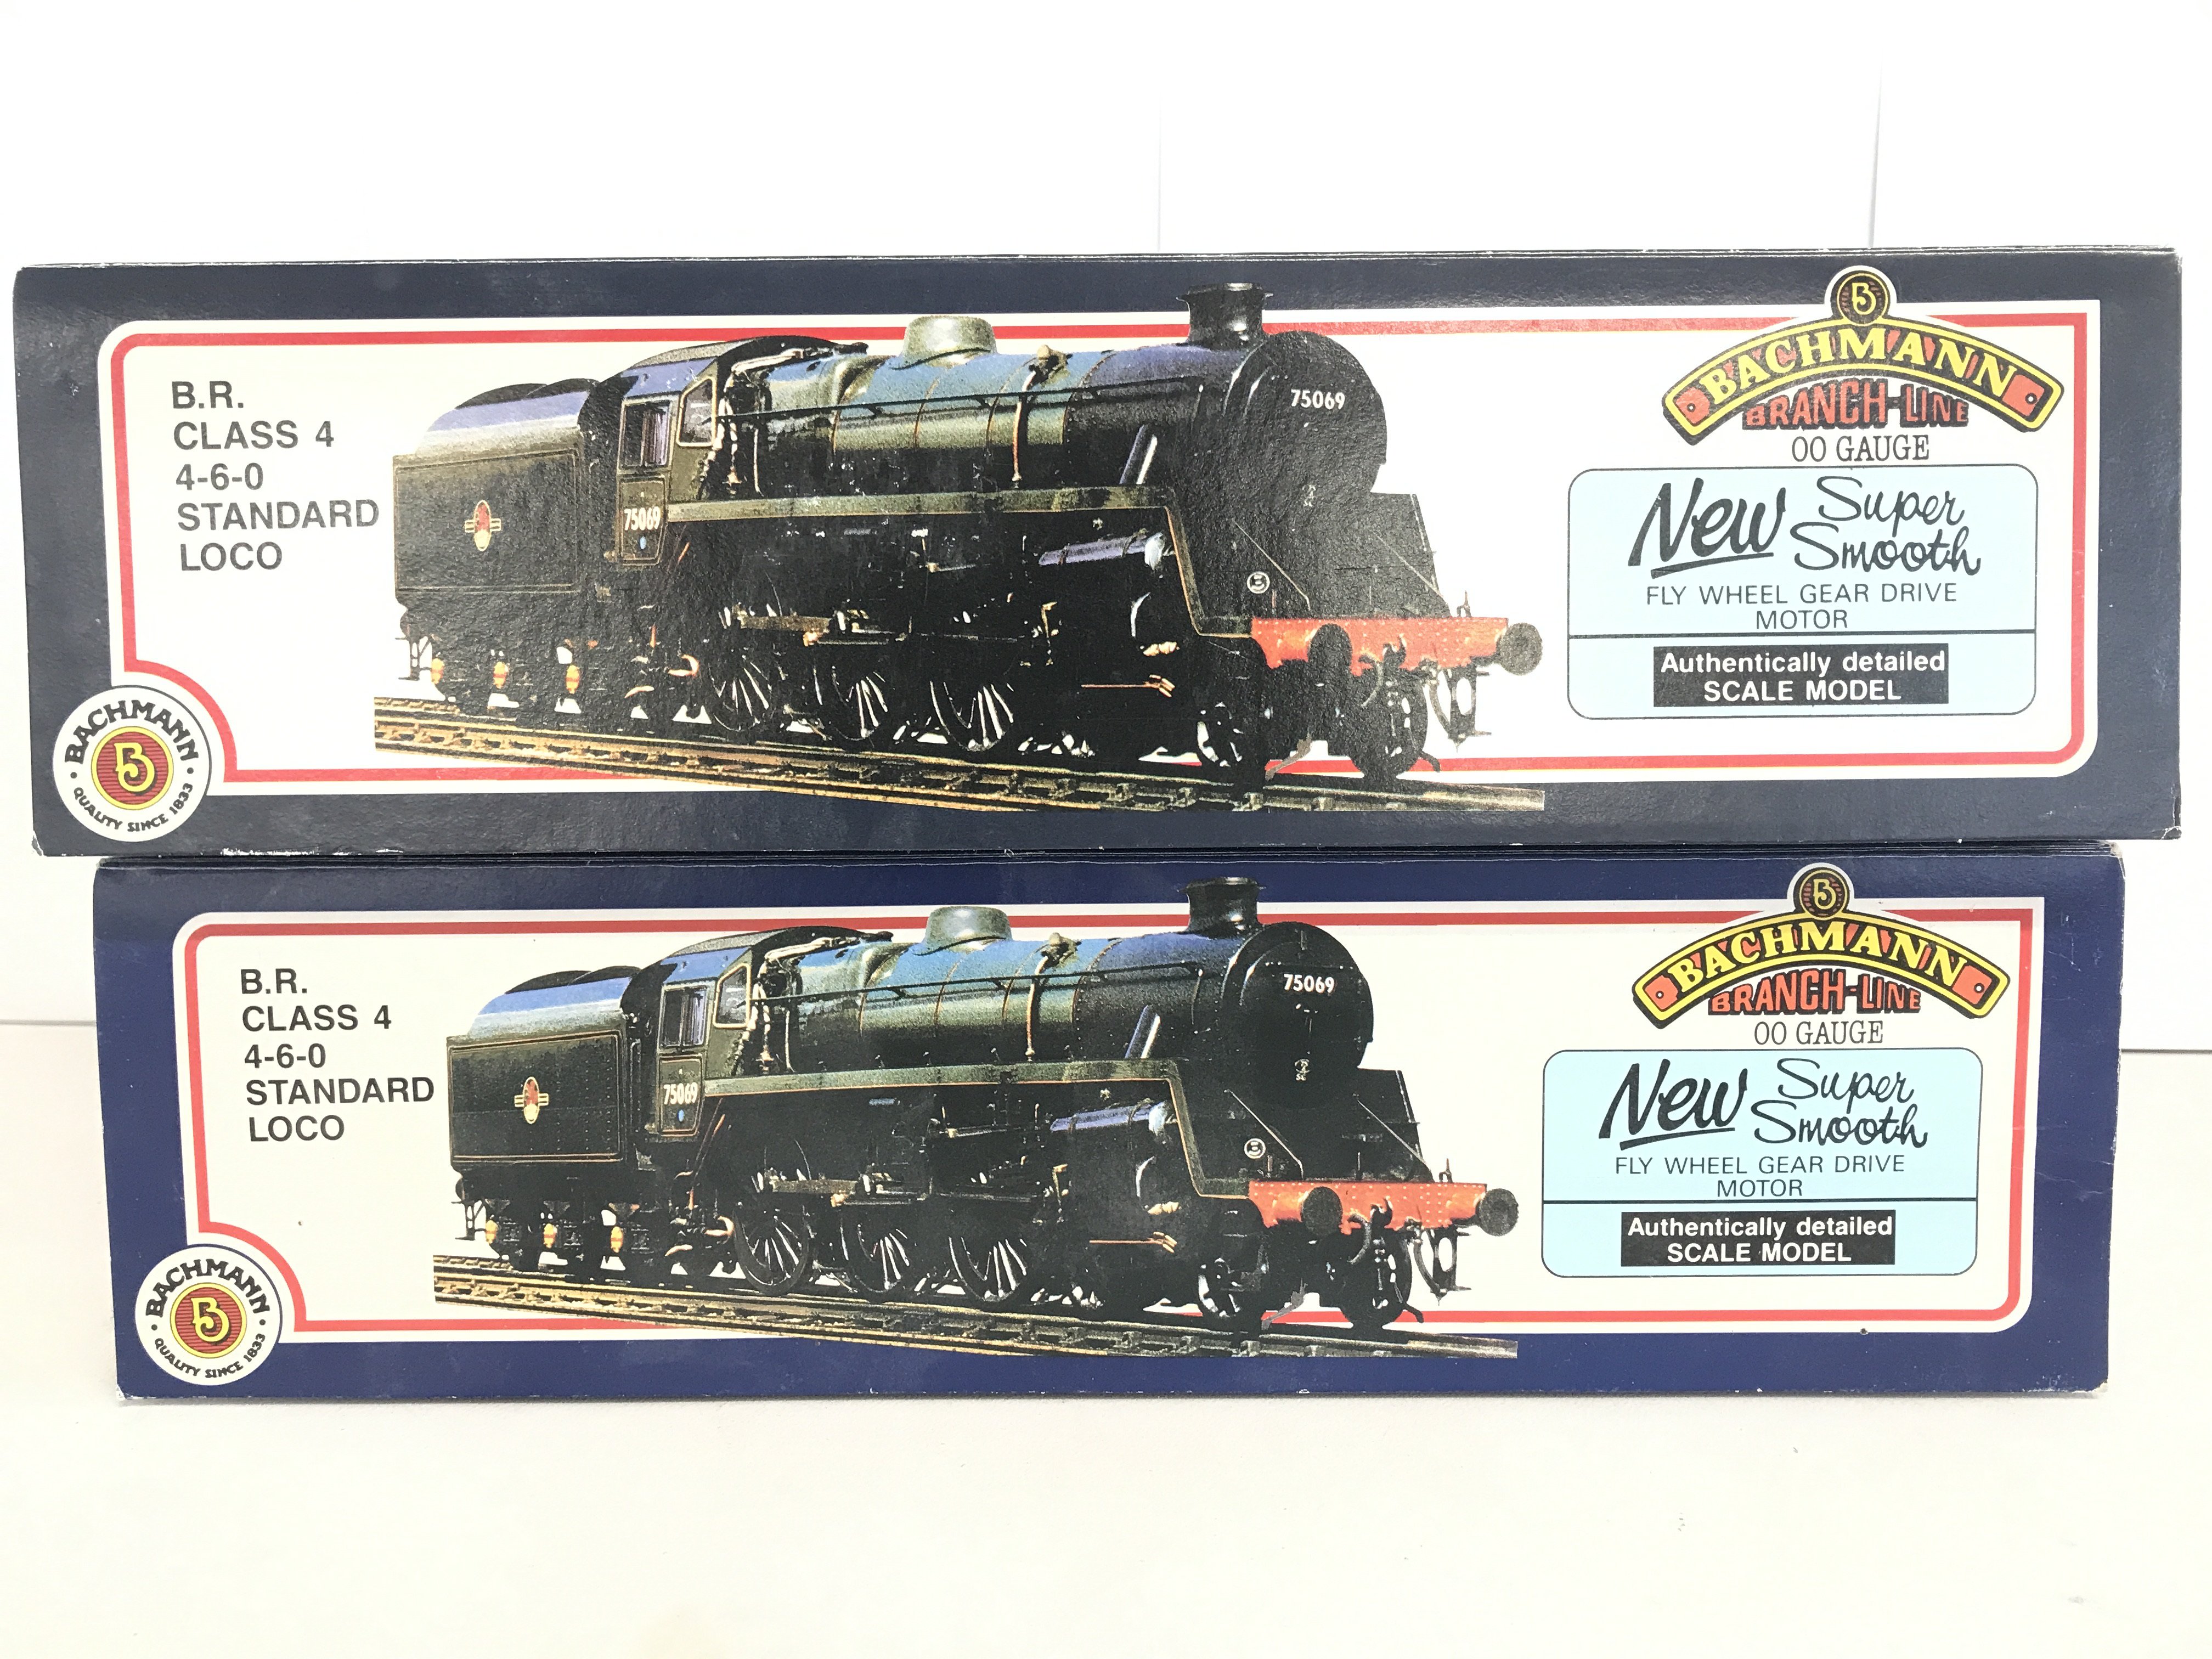 B.R.
CLASS 4
4-6-0
STANDARD
LOCO
75069
75069
BACHMANN
BRANCH-LINE
OO GAUGE
New Super
Smooth
FLY WHEEL GEAR DRIVE
MOTOR
Authentically detailed
SCALE MODEL
BACHMANN
QUALITY SINCE 1833
B.R.
CLASS 4
4-6-0
STANDARD
LOCO
75069
75069
BACHMANN
BRANCH-LINE
OO GAUGE
New Super
Smooth
FLY WHEEL GEAR DRIVE
MOTOR
Authentically detailed
SCALE MODEL
BACHMANN
QUALITY SINCE 1833